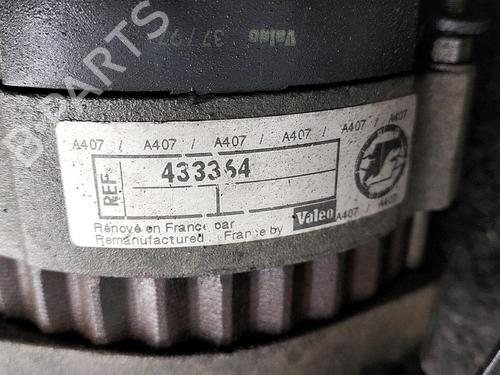 Valeo 37/97
A407 / A407 / A407 / A407 / A407 / A407
REF.
433364
Rénové en France par
Remanufactured France by
Valeo
A407 / A407
B-PARTS